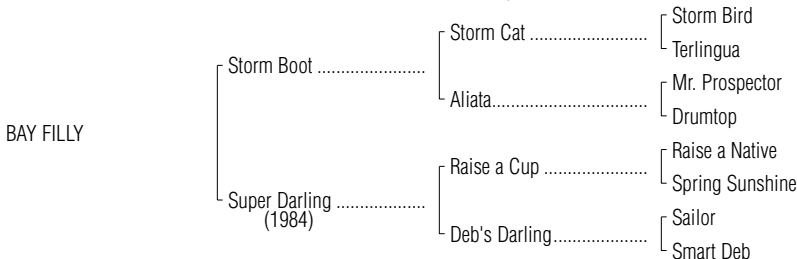 Storm Bird
Storm Cat ........................
Terlingua
Storm Boot .......................
Mr. Prospector
Aliata.................................
Drumtop
BAY FILLY
Raise a Native
Raise a Cup ......................
Spring Sunshine
Super Darling ...................
(1984)
Sailor
Deb's Darling....................
Smart Deb